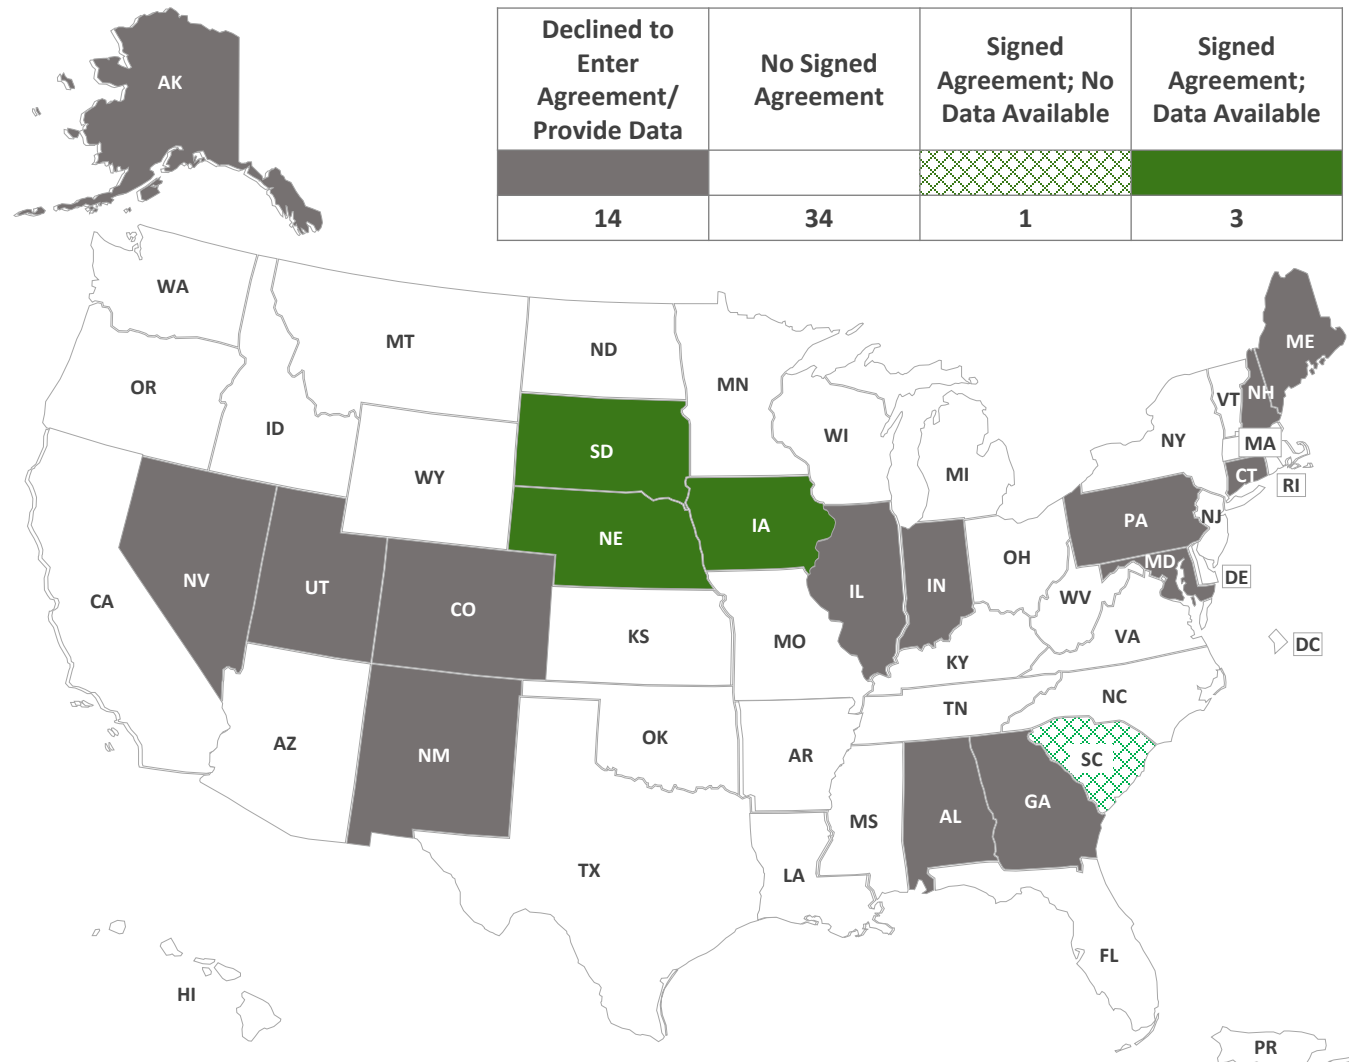 Declined to
Enter
Agreement/
Provide Data
No Signed
Agreement
Signed
Agreement; No
Data Available
Signed
Agreement;
Data Available
14
34
1
3
AK
WA
MT
ND
MN
ME
OR
ID
WY
SD
WI
MI
NY
VT
NH
MA
CT
RI
NV
UT
CO
NE
IA
IL
IN
OH
PA
NJ
MD
DE
CA
KS
MO
KY
WV
VA
DC
AZ
NM
OK
AR
TN
NC
SC
TX
LA
MS
AL
GA
FL
HI
PR